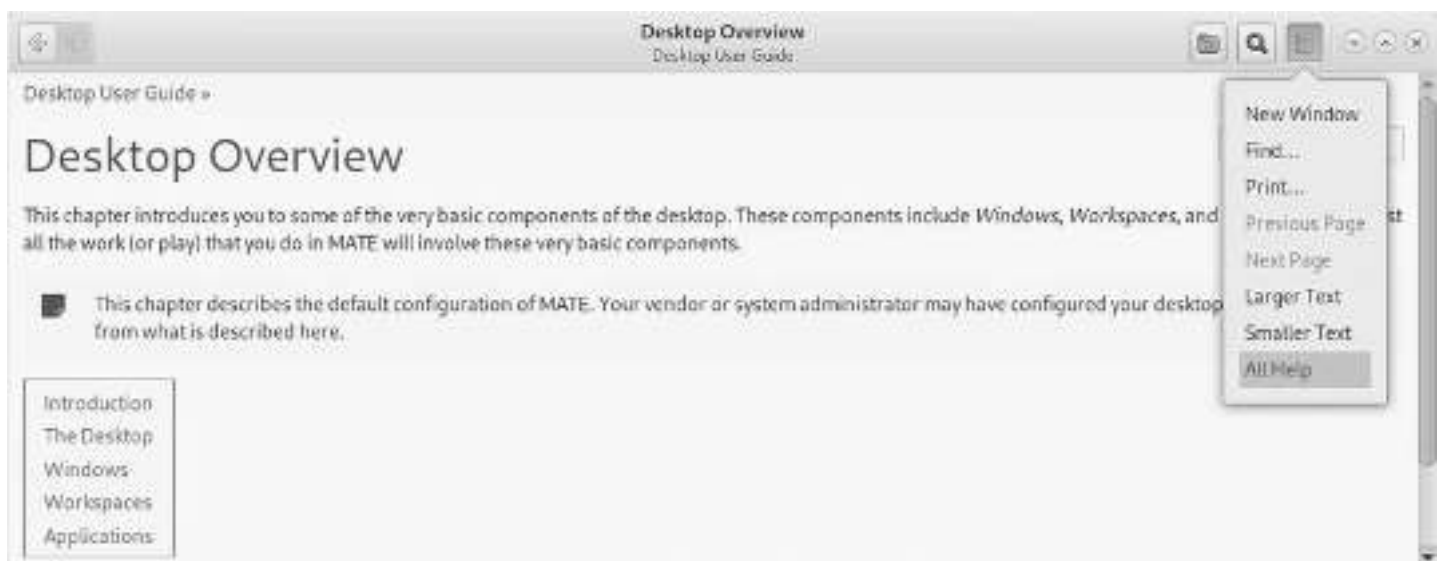 Desktop Overview
Desktop User Guide
Desktop User Guide »
Desktop Overview
This chapter introduces you to some of the very basic components of the desktop. These components include Windows, Workspaces, and
st
all the work (or play) that you do in MATE will involve these very basic components.
This chapter describes the default configuration of MATE. Your vendor or system administrator may have configured your desktop
from what is described here.
Introduction
The Desktop
Windows
Workspaces
Applications
New Window
Find...
Print...
Previous Page
Next Page
Larger Text
Smaller Text
All Help